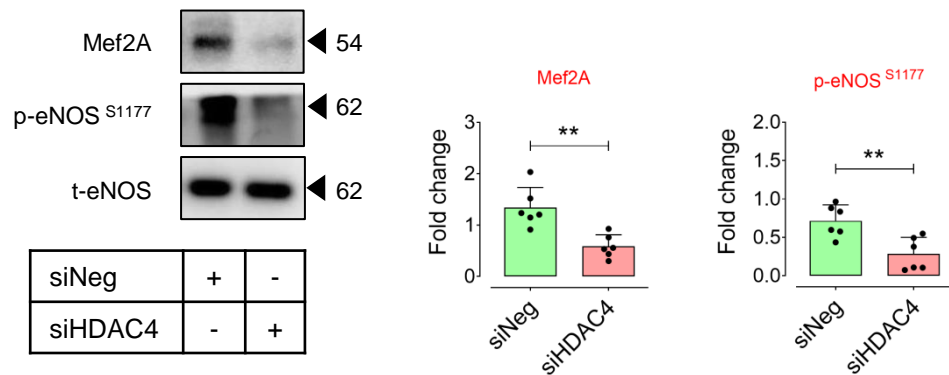 Mef2A 54
p-eNOS S1177 62
t-eNOS 62
siNeg + -
siHDAC4 - +
Mef2A
Fold change
3
2
1
0
**
siNeg
siHDAC4
p-eNOS S1177
Fold change
2.0
1.5
1.0
0.5
0.0
**
siNeg
siHDAC4